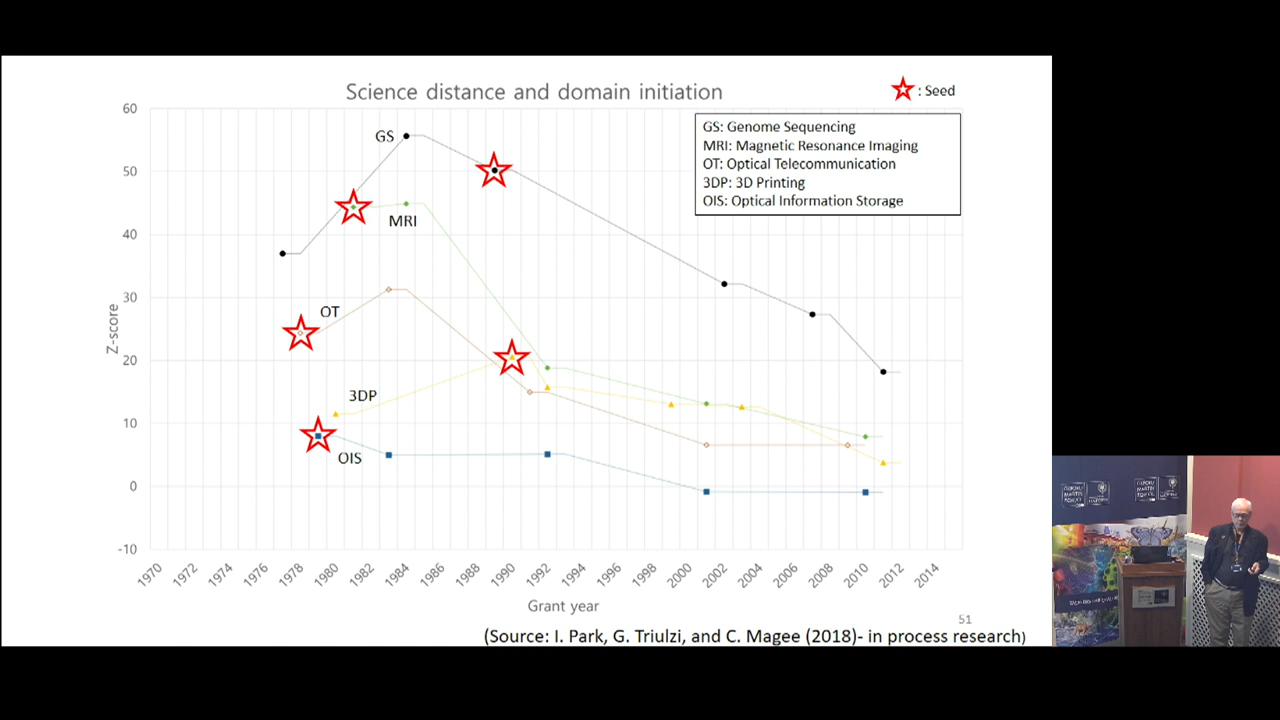 Science distance and domain initiation
: Seed
GS: Genome Sequencing
MRI: Magnetic Resonance Imaging
OT: Optical Telecommunication
3DP: 3D Printing
OIS: Optical Information Storage
60
50
40
30
20
10
0
-10
Z-score
GS
MRI
OT
3DP
OIS
1970 1972 1974 1976 1978 1980 1982 1984 1986 1988 1990 1992 1994 1996 1998 2000 2002 2004 2006 2008 2010 2012 2014
Grant year
51
(Source: I. Park, G. Triulzi, and C. Magee (2018)- in process research)
OXFORD
MARTIN
SCHOOL